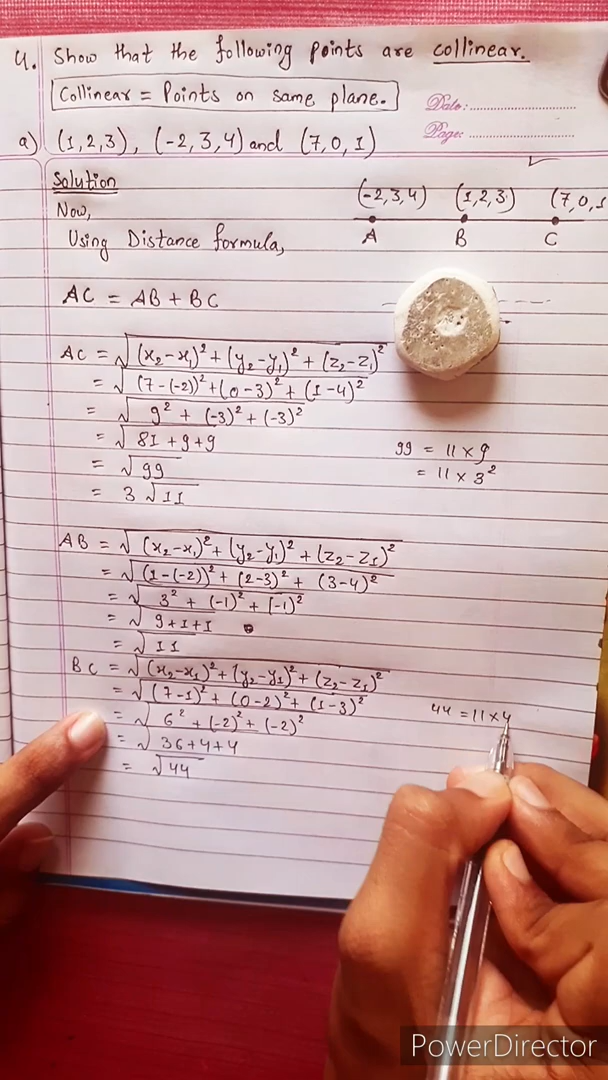 4. Show that the following points are collinear.
Collinear = Points on same plane.
Date:
Page:
a) (1,2,3), (-2,3,4) and (7,0,1)
Solution
(-2,3,4) (1,2,3) (7,0,1
Now,
A B C
Using Distance formula,
AC = AB + BC
AC = √(x₂-x₁)² + (y₂-y₁)² + (z₂-z₁)²
= √(7-(-2))² + (0-3)² + (1-4)²
= √9² + (-3)² + (-3)²
= √81+9+9
99 = 11×9
= √99
= 11×3²
= 3√11
AB = √(x₂-x₁)² + (y₂-y₁)² + (z₂-z₁)²
= √(1-(-2))² + (2-3)² + (3-4)²
= √3² + (-1)² + (-1)²
= √9+1+1
= √11
BC = √(x₂-x₁)² + (y₂-y₁)² + (z₂-z₁)²
= √(7-1)² + (0-2)² + (1-3)²
44 = 11×4
= √6² + (-2)² + (-2)²
= √36+4+4
= √44
PowerDirector